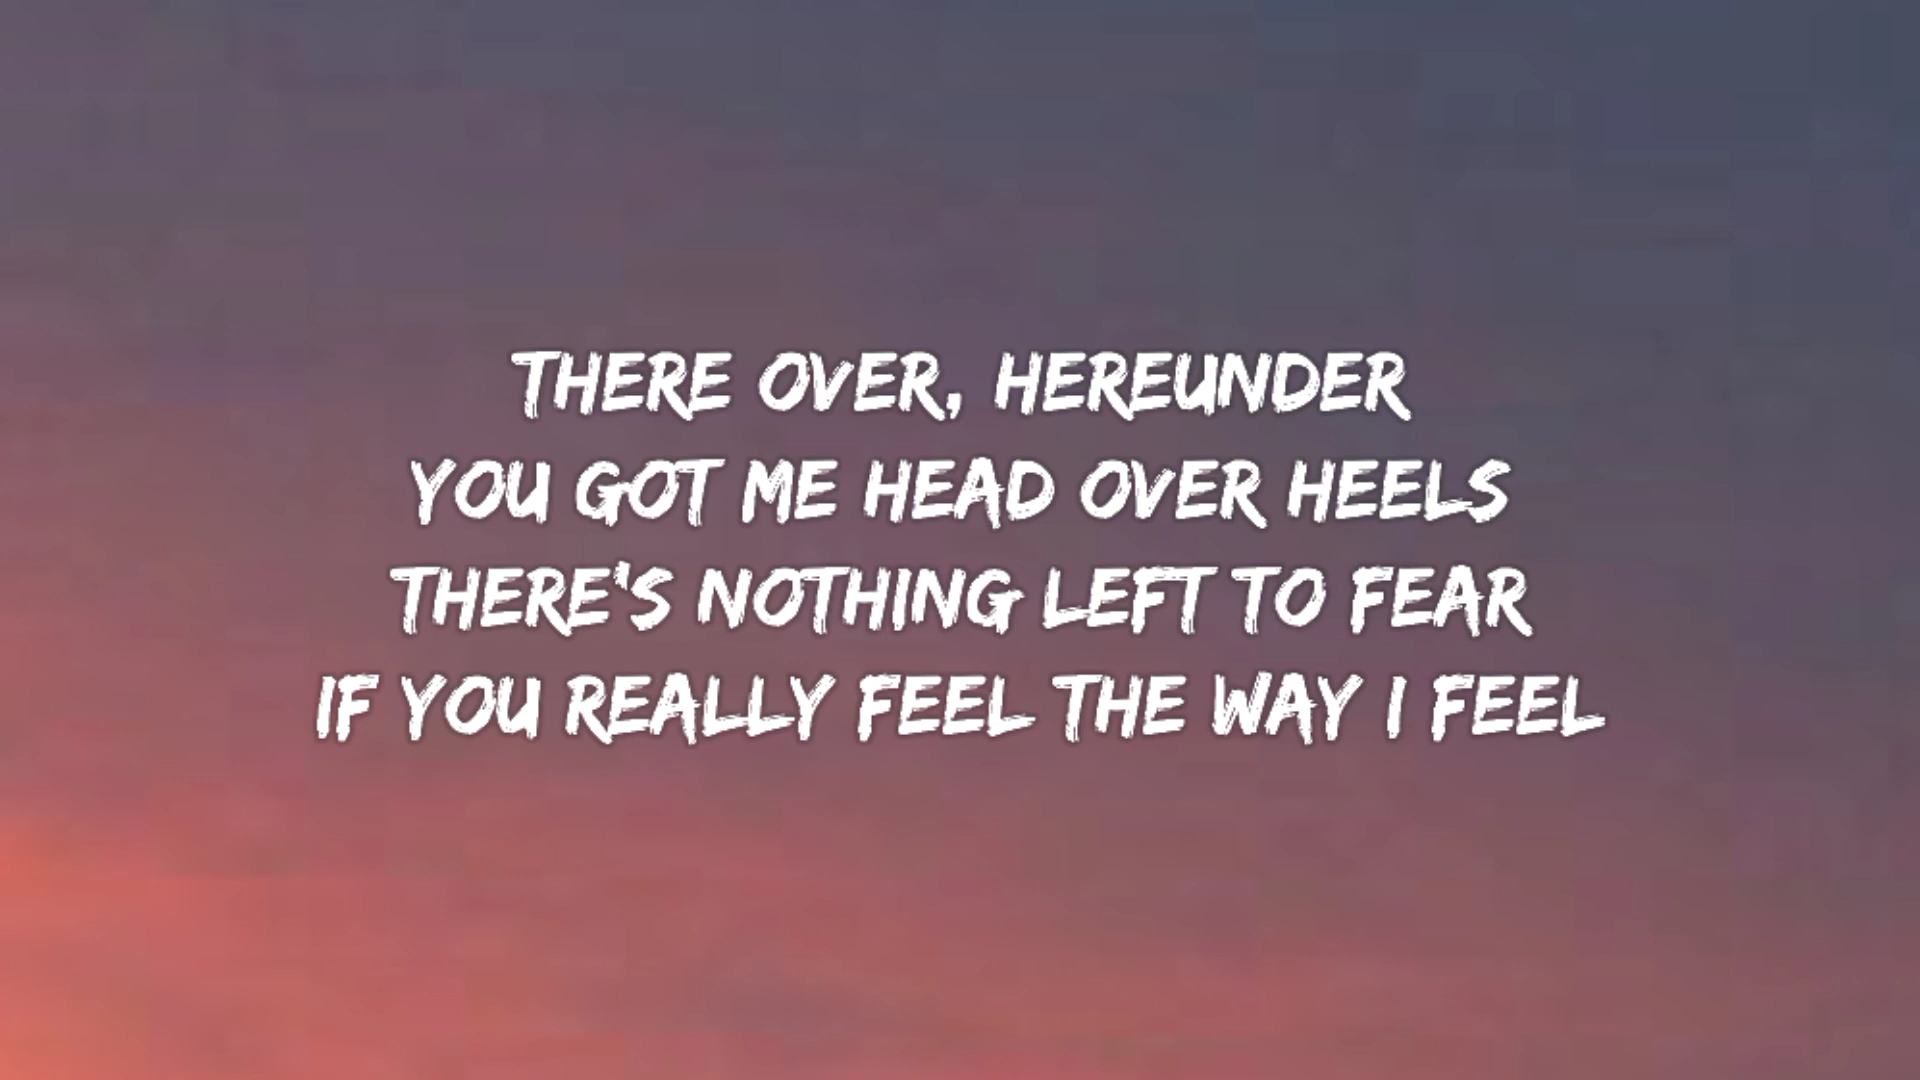 THERE OVER, HEREUNDER
YOU GOT ME HEAD OVER HEELS
THERE'S NOTHING LEFT TO FEAR
IF YOU REALLY FEEL THE WAY I FEEL